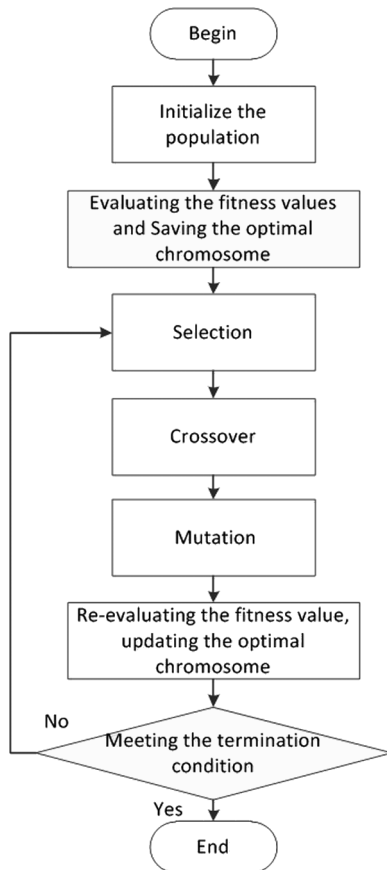 Begin
Initialize the
population
Evaluating the fitness values
and Saving the optimal
chromosome
Selection
Crossover
Mutation
Re-evaluating the fitness value,
updating the optimal
chromosome
No
Meeting the termination
condition
Yes
End